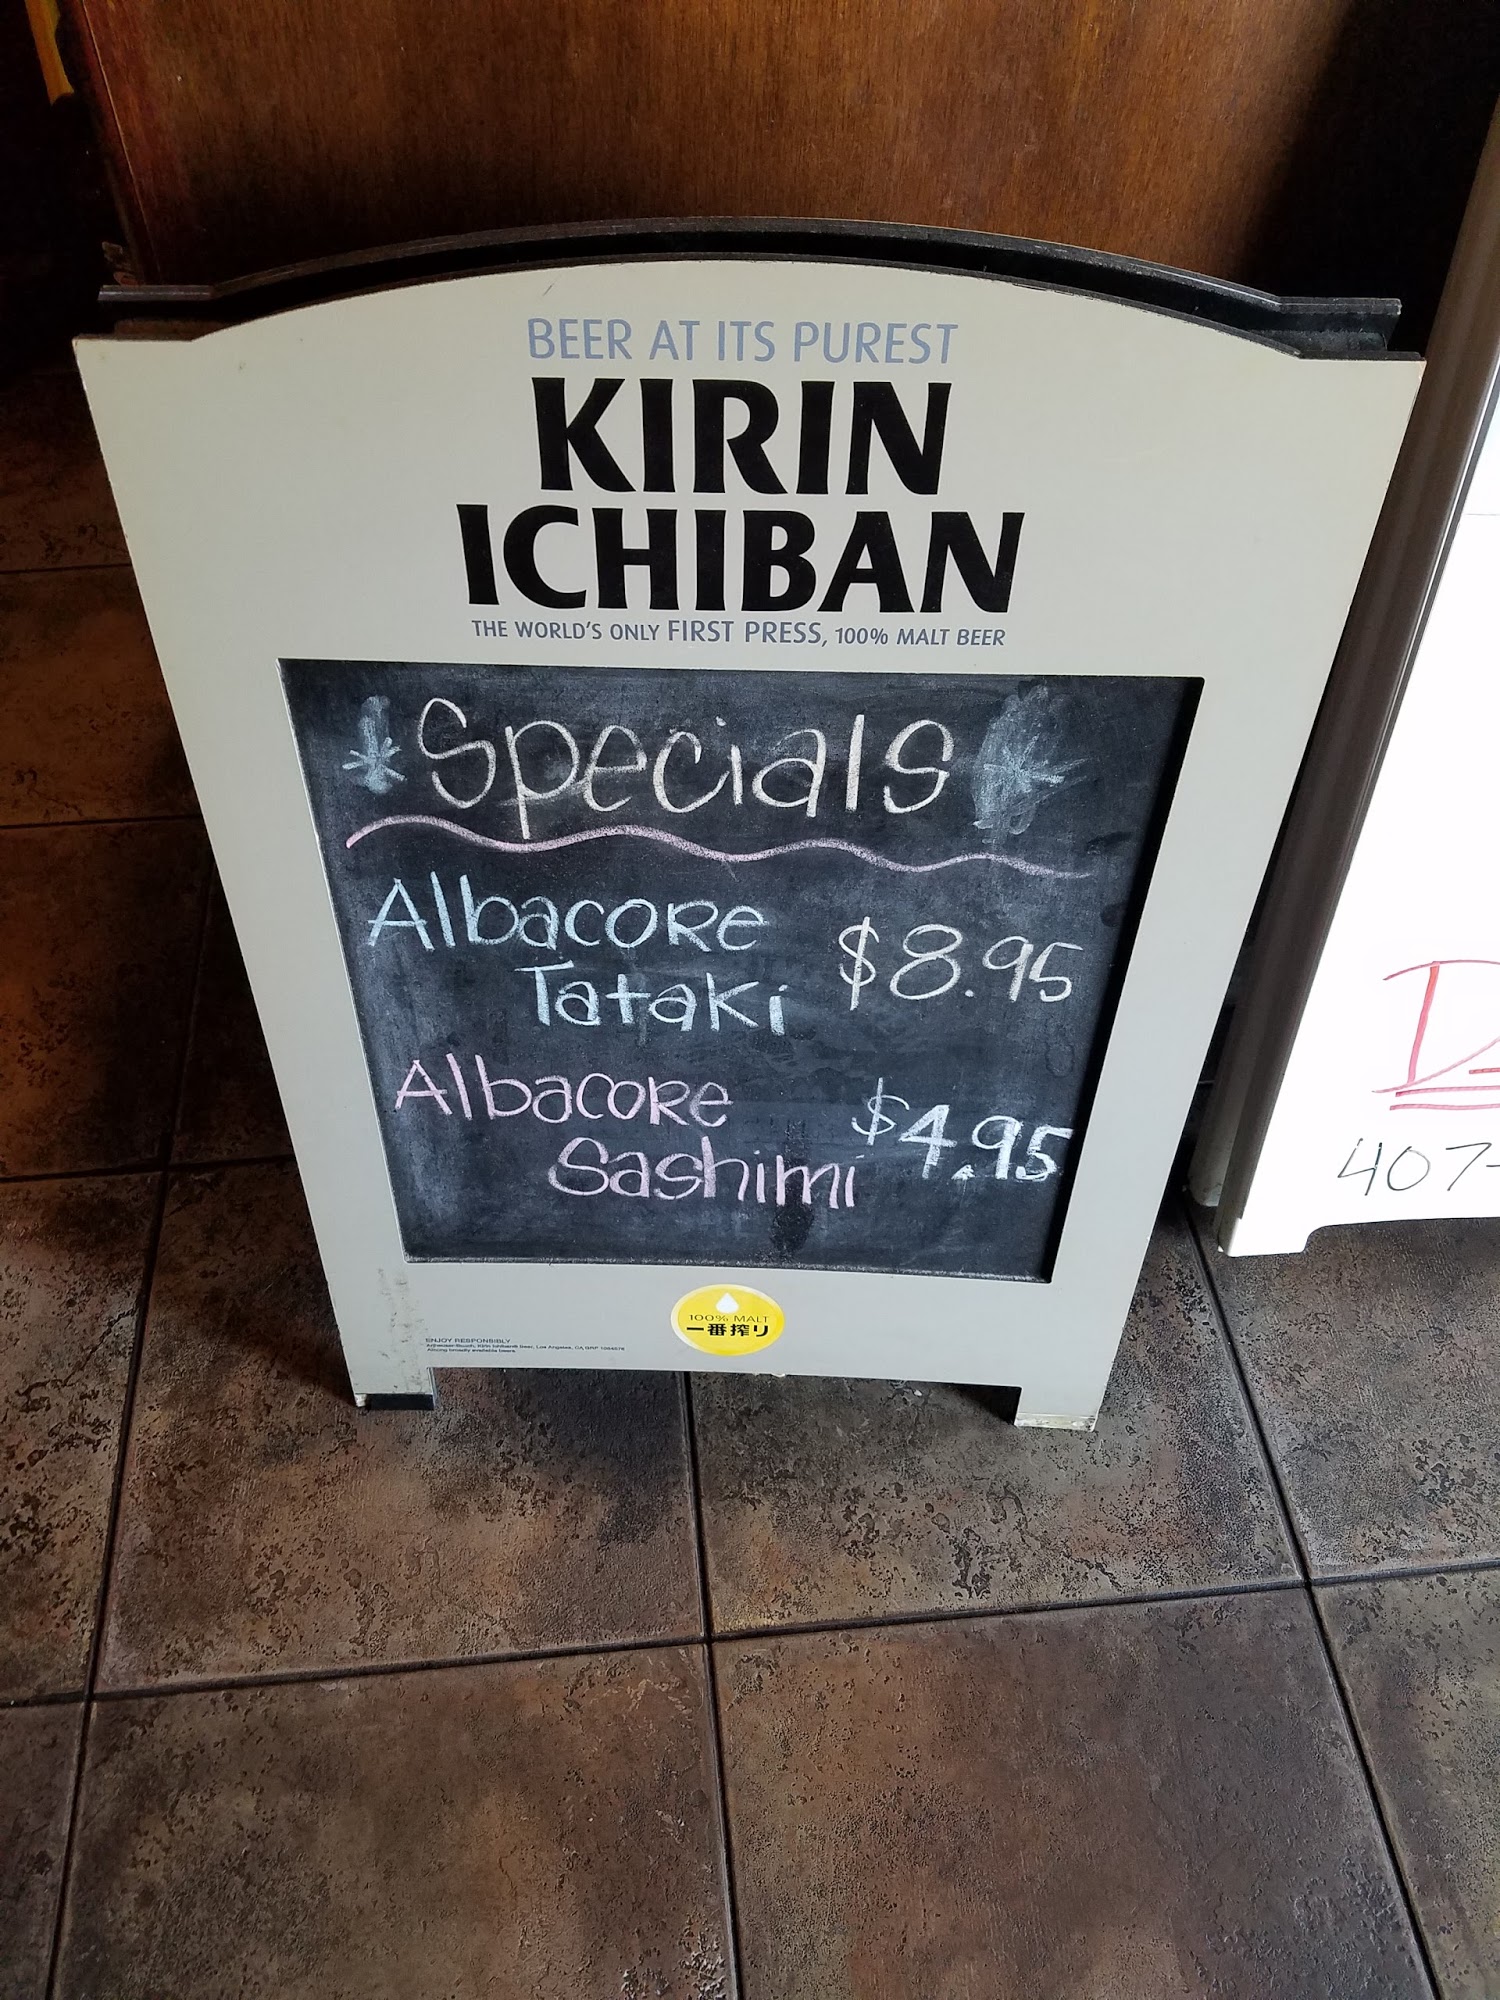 BEER AT ITS PUREST
KIRIN
ICHIBAN
THE WORLD'S ONLY FIRST PRESS, 100% MALT BEER
Specials
Albacore
Tataki
$8.95
Albacore
Sashimi
$4.95
100% MALT
一番搾り
ENJOY RESPONSIBLY
407-